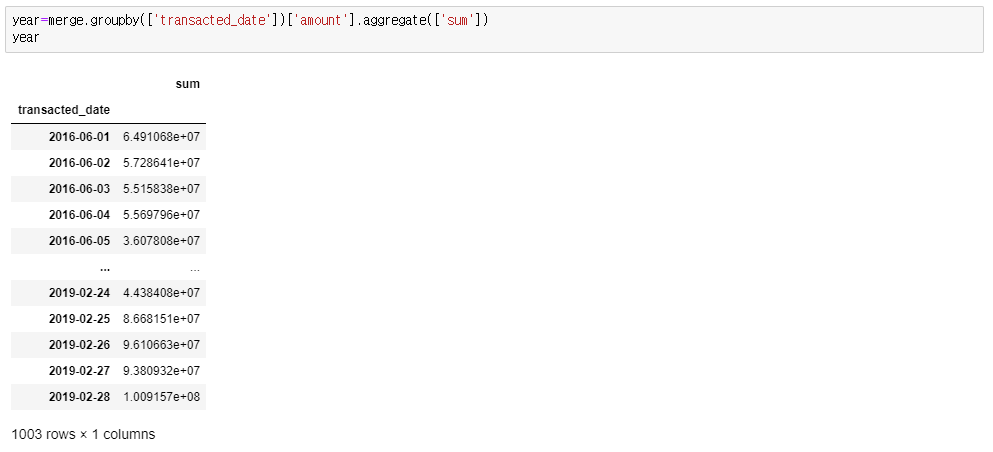 year=merge.groupby(['transacted_date'])['amount'].aggregate(['sum'])
year
sum
transacted_date
2016-06-01 6.491068e+07
2016-06-02 5.728641e+07
2016-06-03 5.515838e+07
2016-06-04 5.569796e+07
2016-06-05 3.607808e+07
... ...
2019-02-24 4.438408e+07
2019-02-25 8.668151e+07
2019-02-26 9.610663e+07
2019-02-27 9.380932e+07
2019-02-28 1.009157e+08
1003 rows × 1 columns